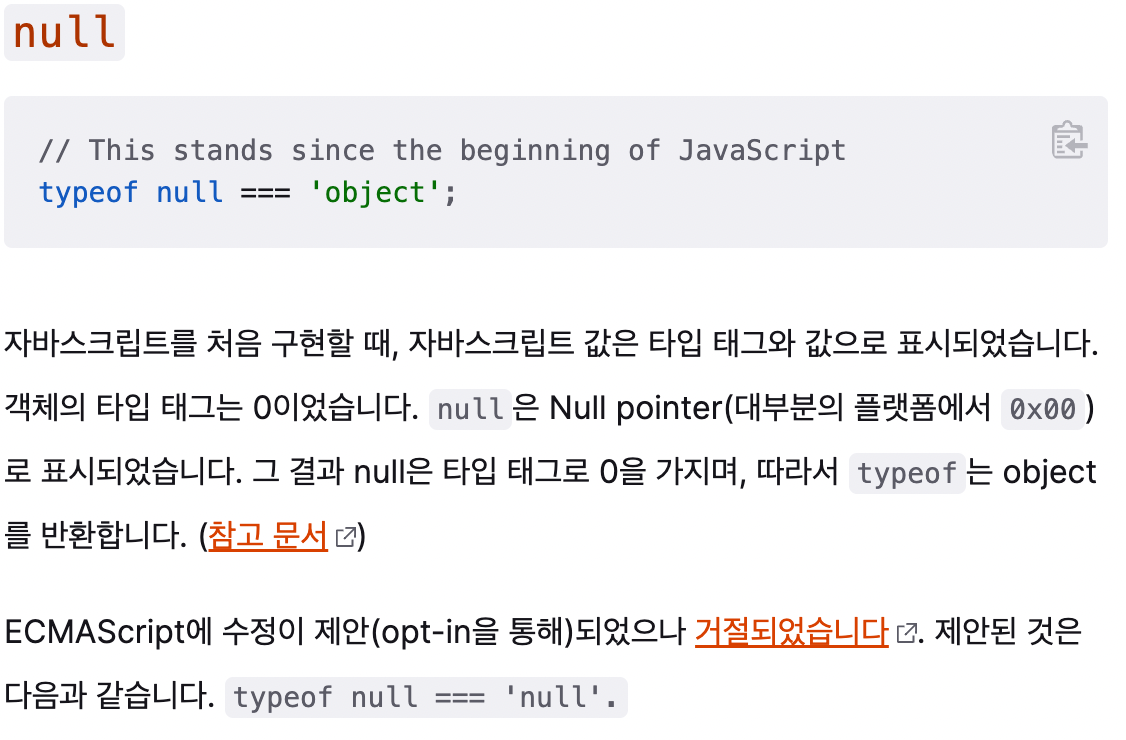 null
// This stands since the beginning of JavaScript
typeof null === 'object';
자바스크립트를 처음 구현할 때, 자바스크립트 값은 타입 태그와 값으로 표시되었습니다.
객체의 타입 태그는 0이었습니다. null은 Null pointer(대부분의 플랫폼에서 0x00)
로 표시되었습니다. 그 결과 null은 타입 태그로 0을 가지며, 따라서 typeof는 object
를 반환합니다. (참고 문서)
ECMAScript에 수정이 제안(opt-in을 통해)되었으나 거절되었습니다. 제안된 것은
다음과 같습니다. typeof null === 'null'.